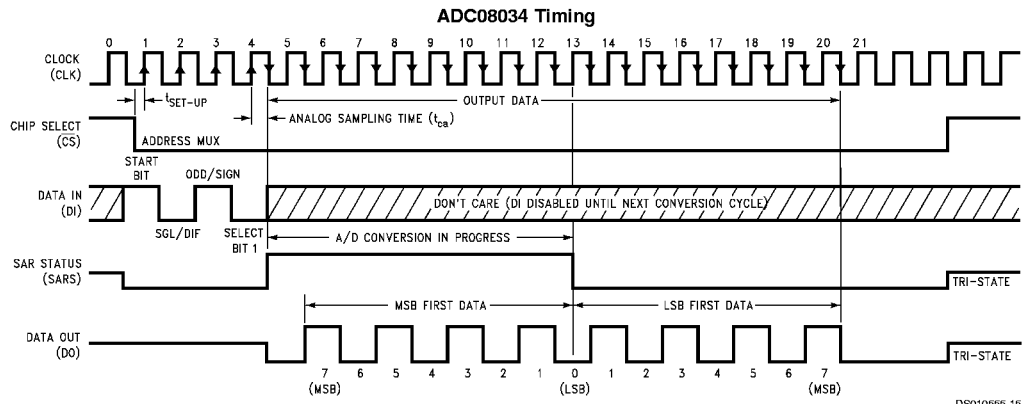 ADC08034 Timing
0 1 2 3 4 5 6 7 8 9 10 11 12 13 14 15 16 17 18 19 20 21
CLOCK
(CLK)
tSET-UP
OUTPUT DATA
ANALOG SAMPLING TIME (tca)
CHIP SELECT
(CS)
ADDRESS MUX
START
BIT
ODD/SIGN
DATA IN
(DI)
DON'T CARE (DI DISABLED UNTIL NEXT CONVERSION CYCLE)
SGL/DIF
SELECT
BIT 1
A/D CONVERSION IN PROGRESS
SAR STATUS
(SARS)
TRI-STATE
MSB FIRST DATA
LSB FIRST DATA
DATA OUT
(DO)
TRI-STATE
7 6 5 4 3 2 1 0 1 2 3 4 5 6 7
(MSB) (LSB) (MSB)